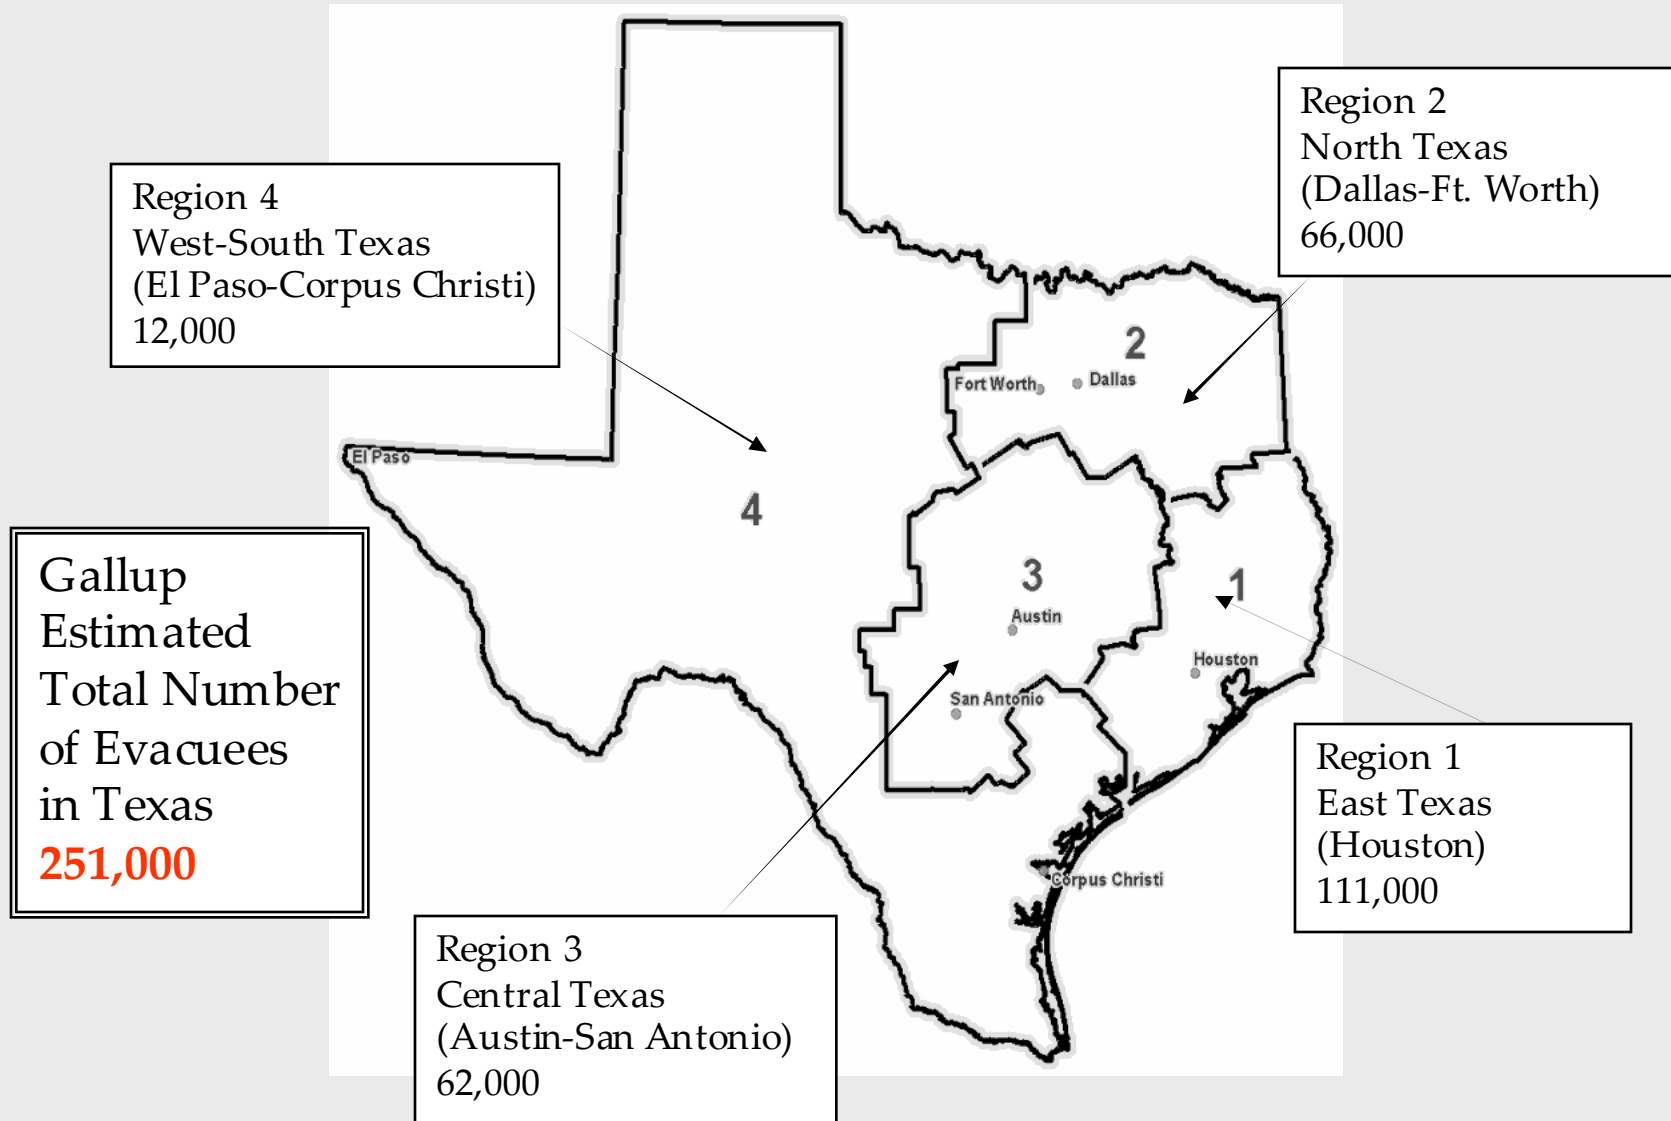 Region 2
North Texas
(Dallas-Ft. Worth)
66,000
Region 4
West-South Texas
(El Paso-Corpus Christi)
12,000
2
Fort Worth
Dallas
El Paso
4
Gallup
Estimated
Total Number
of Evacuees
in Texas
251,000
3
Austin
San Antonio
1
Houston
Corpus Christi
Region 1
East Texas
(Houston)
111,000
Region 3
Central Texas
(Austin-San Antonio)
62,000